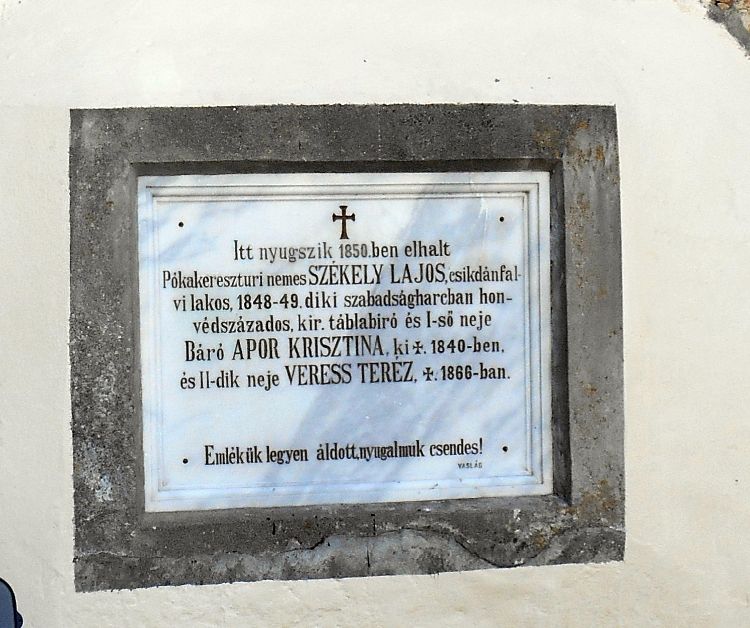 Itt nyugszik 1850.ben elhalt
Pókakereszturi nemes SZÉKELY LAJOS, csikdánfal-
vi lakos, 1848-49. diki szabadságharcban hon-
védszázados, kir. táblabiró és I-ső neje
Báró APOR KRISZTINA, ki ✠. 1840-ben,
és II-dik neje VERESS TERÉZ, ✠. 1866-ban.
Emlékük legyen áldott, nyugalmuk csendes!
VASLÁB